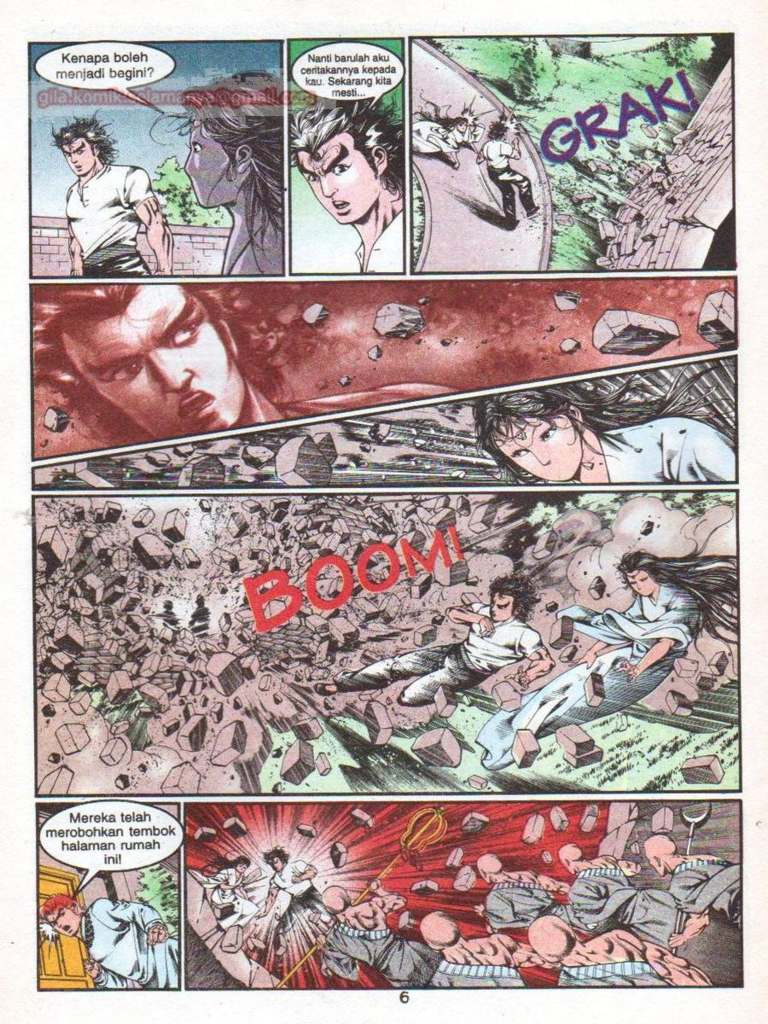 Kenapa boleh
menjadi begini?
Nanti barulah aku
ceritakannya kepada
kau. Sekarang kita
mesti...
GRAK!
BOOM!
Mereka telah
merobohkan tembok
halaman rumah
ini!
6